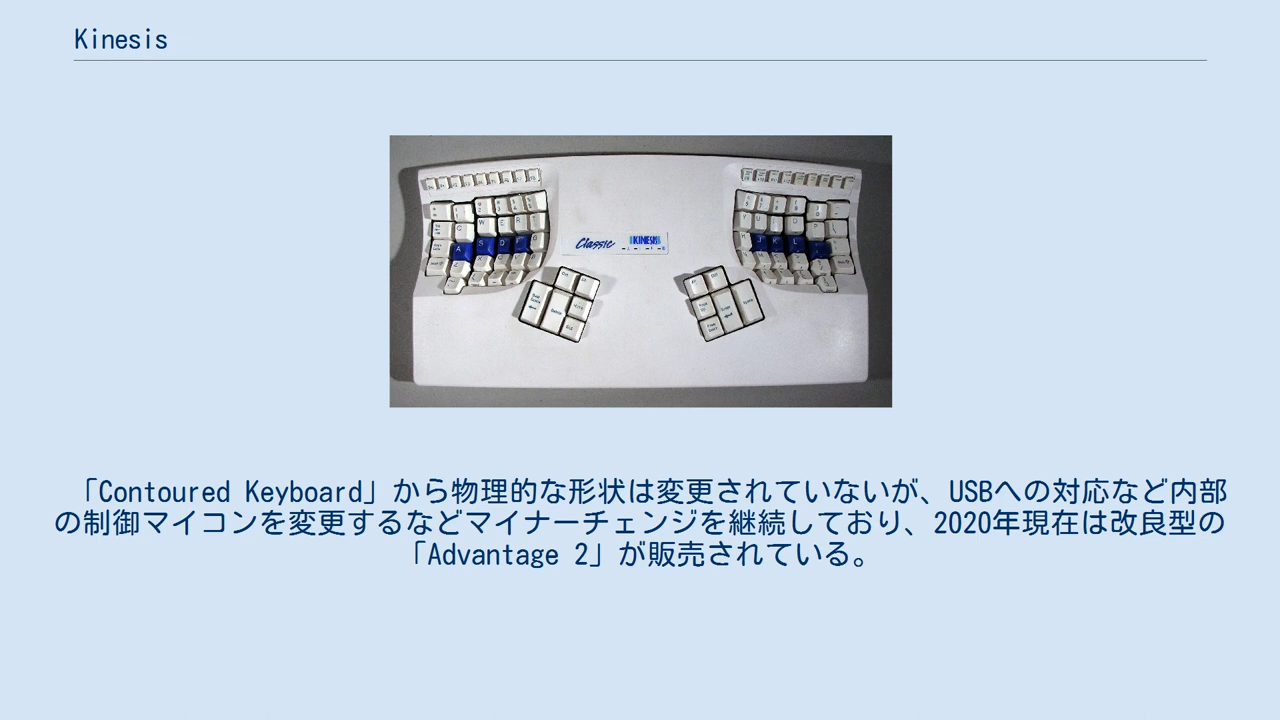 Kinesis
Classic KINESIS
A S D F
J K L
「Contoured Keyboard」から物理的な形状は変更されていないが、USBへの対応など内部
の制御マイコンを変更するなどマイナーチェンジを継続しており、2020年現在は改良型の
「Advantage 2」が販売されている。